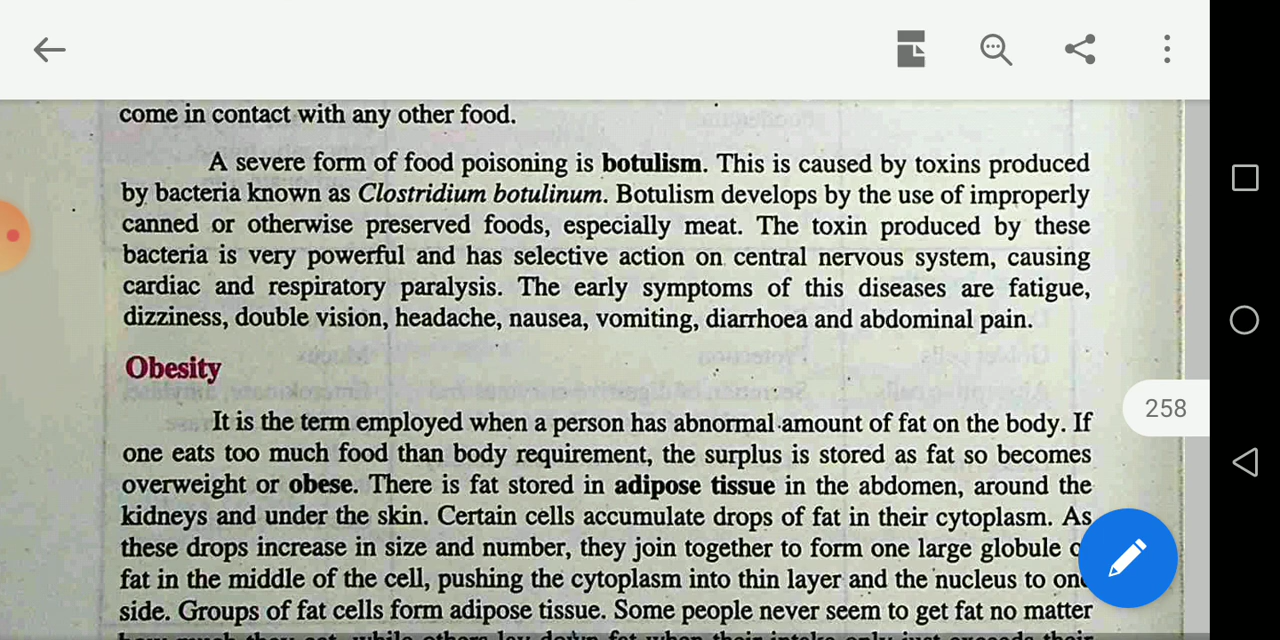 come in contact with any other food.
A severe form of food poisoning is botulism. This is caused by toxins produced
by bacteria known as Clostridium botulinum. Botulism develops by the use of improperly
canned or otherwise preserved foods, especially meat. The toxin produced by these
bacteria is very powerful and has selective action on central nervous system, causing
cardiac and respiratory paralysis. The early symptoms of this diseases are fatigue,
dizziness, double vision, headache, nausea, vomiting, diarrhoea and abdominal pain.
Obesity
258
It is the term employed when a person has abnormal amount of fat on the body. If
one eats too much food than body requirement, the surplus is stored as fat so becomes
overweight or obese. There is fat stored in adipose tissue in the abdomen, around the
kidneys and under the skin. Certain cells accumulate drops of fat in their cytoplasm. As
these drops increase in size and number, they join together to form one large globule
fat in the middle of the cell, pushing the cytoplasm into thin layer and the nucleus to
side. Groups of fat cells form adipose tissue. Some people never seem to get fat no matter